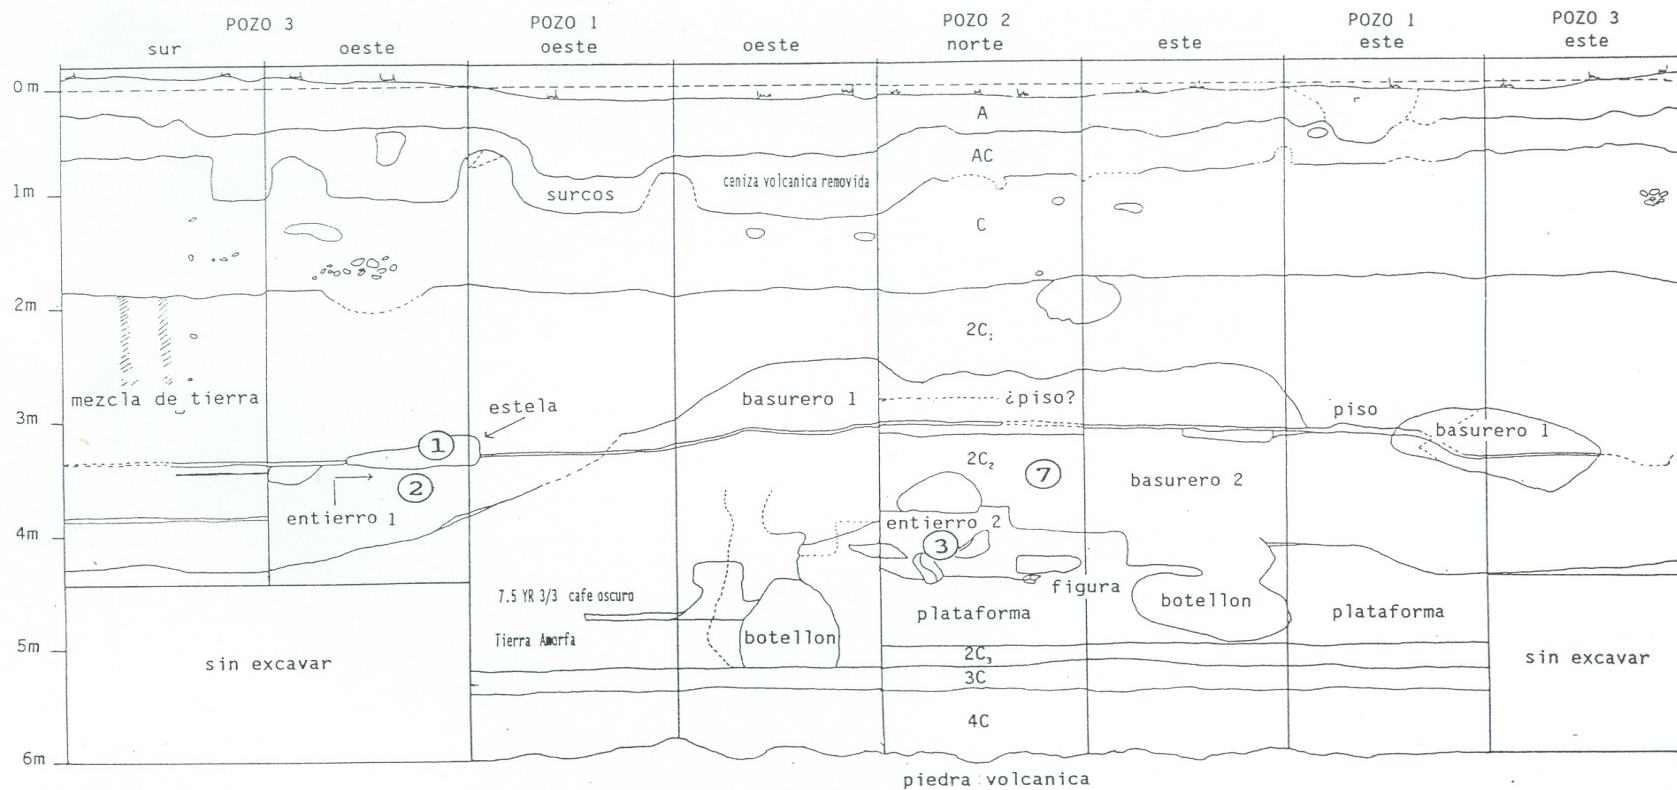 POZO 3
POZO 1
POZO 2
POZO 1
POZO 3
sur
oeste
oeste
oeste
norte
este
este
este
0 m
A
AC
ceniza volcanica removida
1m
surcos
C
2m
2C₁
mezcla de tierra
estela
basurero 1
¿piso?
piso
3m
1
basurero 1
2C₂
7
2
basurero 2
entierro 1
entierro 2
4m
3
7.5 YR 3/3 cafe oscuro
figura
botellon
plataforma
plataforma
Tierra Amorfa
botellon
5m
sin excavar
2C₃
sin excavar
3C
4C
6m
piedra volcanica